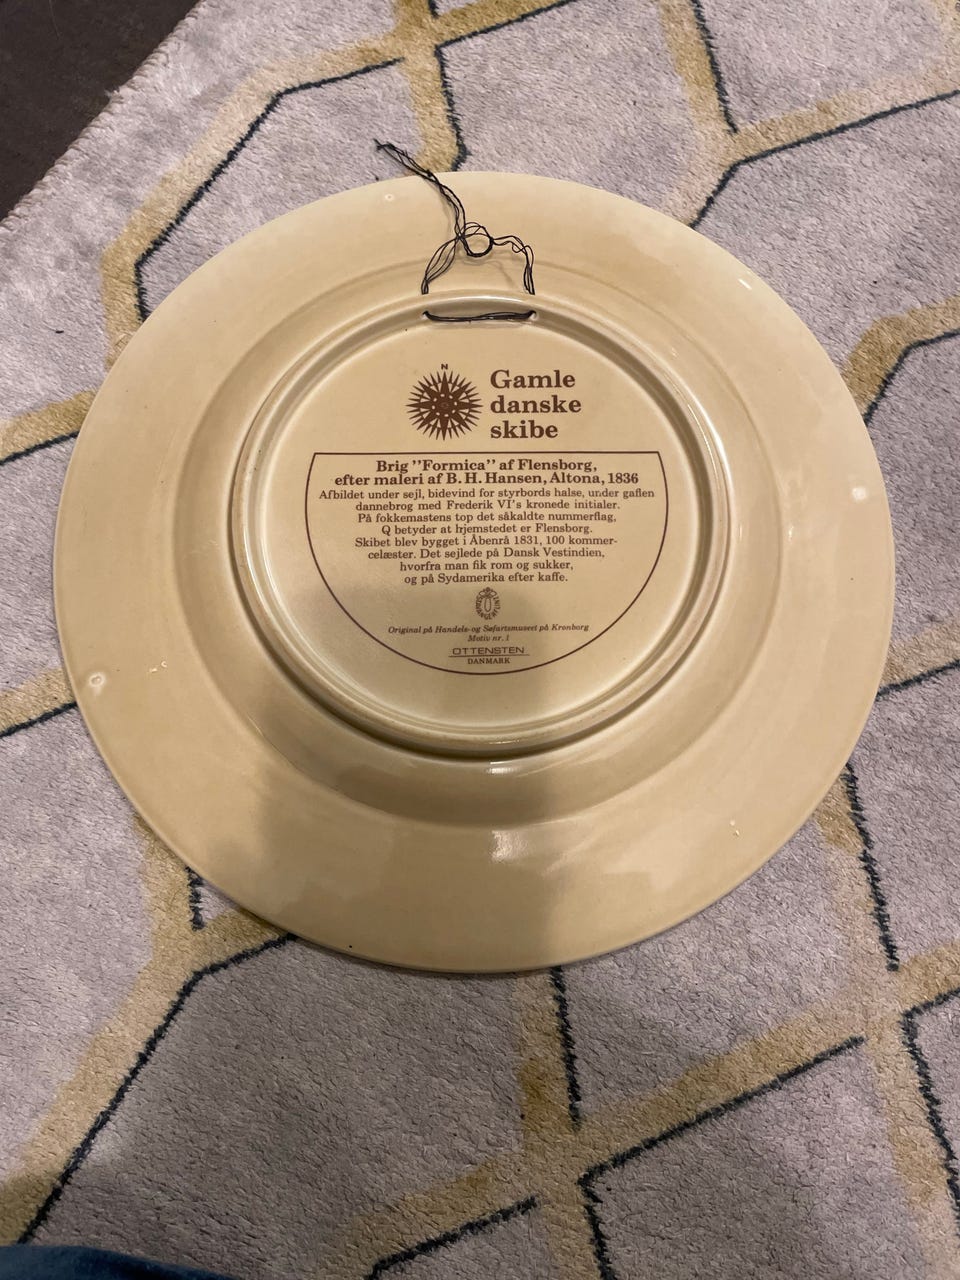 N
Gamle
danske
skibe
Brig "Formica" af Flensborg,
efter maleri af B. H. Hansen, Altona, 1836
Afbildet under sejl, bidevind for styrbords halse, under gaflen
dannebrog med Frederik VI's kronede initialer.
På fokkemastens top det såkaldte nummerflag,
Q betyder at hjemstedet er Flensborg.
Skibet blev bygget i Åbenrå 1831, 100 kommer-
celæster. Det sejlede på Dansk Vestindien,
hvorfra man fik rom og sukker,
og på Sydamerika efter kaffe.
Original på Handels- og Søfartsmuseet på Kronborg
Motiv nr. 1
OTTENSTEN
DANMARK